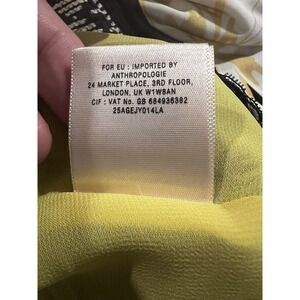 FOR EU : IMPORTED BY
ANTHROPOLOGIE
24 MARKET PLACE, 3RD FLOOR,
LONDON, UK W1W8AN
CIF : VAT No. GB 684936382
25AGEJY014LA